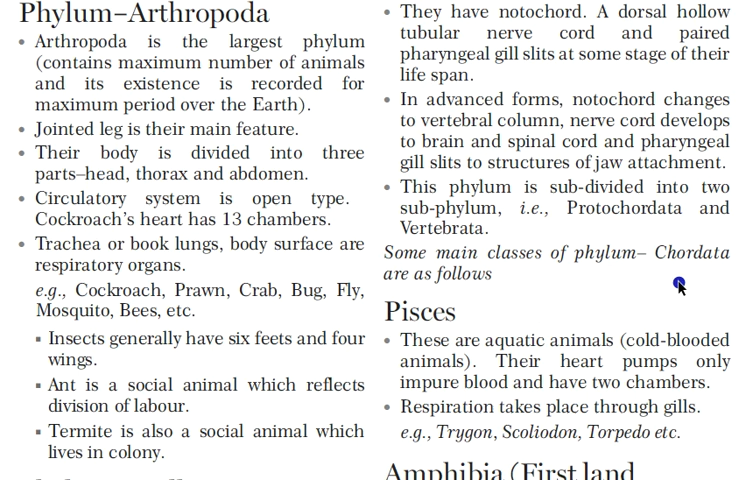 Phylum–Arthropoda
• Arthropoda is the largest phylum
(contains maximum number of animals
and its existence is recorded for
maximum period over the Earth).
• Jointed leg is their main feature.
• Their body is divided into three
parts–head, thorax and abdomen.
• Circulatory system is open type.
Cockroach's heart has 13 chambers.
• Trachea or book lungs, body surface are
respiratory organs.
e.g., Cockroach, Prawn, Crab, Bug, Fly,
Mosquito, Bees, etc.
▪ Insects generally have six feets and four
wings.
▪ Ant is a social animal which reflects
division of labour.
▪ Termite is also a social animal which
lives in colony.
• They have notochord. A dorsal hollow
tubular nerve cord and paired
pharyngeal gill slits at some stage of their
life span.
• In advanced forms, notochord changes
to vertebral column, nerve cord develops
to brain and spinal cord and pharyngeal
gill slits to structures of jaw attachment.
• This phylum is sub-divided into two
sub-phylum, i.e., Protochordata and
Vertebrata.
Some main classes of phylum– Chordata
are as follows
Pisces
• These are aquatic animals (cold-blooded
animals). Their heart pumps only
impure blood and have two chambers.
• Respiration takes place through gills.
e.g., Trygon, Scoliodon, Torpedo etc.
Amphibia (First land